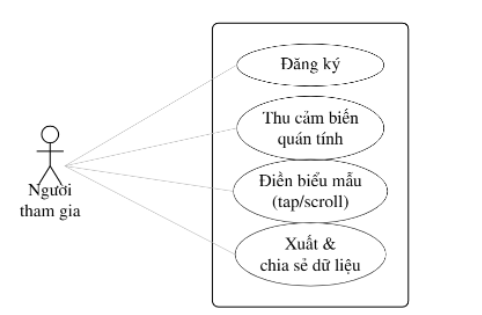 Đăng ký
Thu cảm biến
quán tính
Người
tham gia
Điền biểu mẫu
(tap/scroll)
Xuất &
chia sẻ dữ liệu